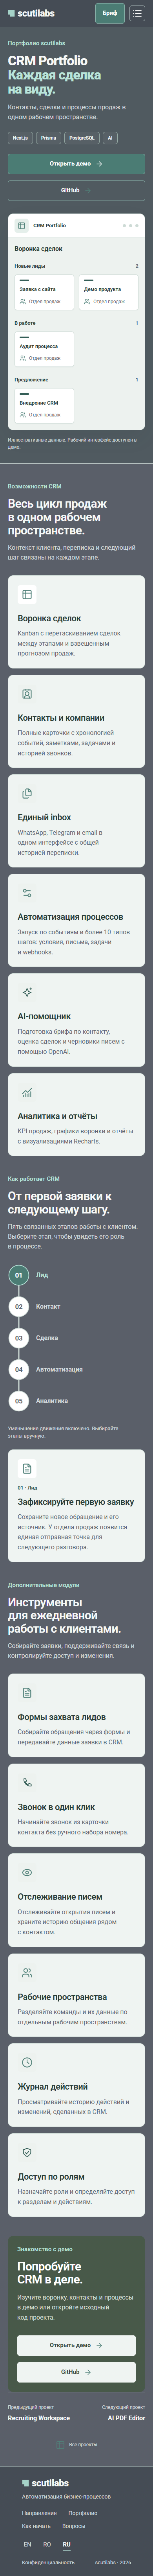 scutilabs
Бриф
Портфолио scutilabs
CRM Portfolio
Каждая сделка
на виду.
Контакты, сделки и процессы продаж в
одном рабочем пространстве.
Next.js Prisma PostgreSQL AI
Открыть демо
GitHub
CRM Portfolio
Воронка сделок
Новые лиды 2
Заявка с сайта
Отдел продаж
Демо продукта
Отдел продаж
В работе 1
Аудит процесса
Отдел продаж
Предложение 1
Внедрение CRM
Отдел продаж
Иллюстративные данные. Рабочий интерфейс доступен в
демо.
Возможности CRM
Весь цикл продаж
в одном рабочем
пространстве.
Контекст клиента, переписка и следующий
шаг связаны на каждом этапе.
Воронка сделок
Kanban с перетаскиванием сделок
между этапами и взвешенным
прогнозом продаж.
Контакты и компании
Полные карточки с хронологией
событий, заметками, задачами и
историей звонков.
Единый inbox
WhatsApp, Telegram и email в
одном интерфейсе с общей
историей переписки.
Автоматизация процессов
Запуск по событиям и более 10 типов
шагов: условия, письма, задачи
и webhooks.
AI-помощник
Подготовка брифа по контакту,
оценка сделок и черновики писем с
помощью OpenAI.
Аналитика и отчёты
KPI продаж, графики воронки и отчёты
с визуализациями Recharts.
Как работает CRM
От первой заявки к
следующему шагу.
Пять связанных этапов работы с клиентом.
Выберите этап, чтобы увидеть его роль
в процессе.
01 Лид
02 Контакт
03 Сделка
04 Автоматизация
05 Аналитика
Уменьшение движения включено. Выбирайте
этапы вручную.
01 · Лид
Зафиксируйте первую заявку
Сохраните новое обращение и его
источник. У отдела продаж появится
единая отправная точка для
следующего разговора.
Дополнительные модули
Инструменты
для ежедневной
работы с клиентами.
Собирайте заявки, поддерживайте связь и
контролируйте доступ и изменения.
Формы захвата лидов
Собирайте обращения через формы и
передавайте данные заявки в CRM.
Звонок в один клик
Начинайте звонок из карточки
контакта без ручного набора номера.
Отслеживание писем
Отслеживайте открытия писем и
храните историю общения рядом
с контактом.
Рабочие пространства
Разделяйте команды и их данные по
отдельным рабочим пространствам.
Журнал действий
Просматривайте историю действий и
изменений, сделанных в CRM.
Доступ по ролям
Назначайте роли и определяйте доступ
к разделам и действиям.
Знакомство с демо
Попробуйте
CRM в деле.
Изучите воронку, контакты и процессы
в демо или откройте исходный
код проекта.
Открыть демо
GitHub
Предыдущий проект
Recruiting Workspace
Следующий проект
AI PDF Editor
Все проекты
scutilabs
Автоматизация бизнес-процессов
Направления Портфолио
Как начать Вопросы
EN RO RU
Конфиденциальность scutilabs · 2026